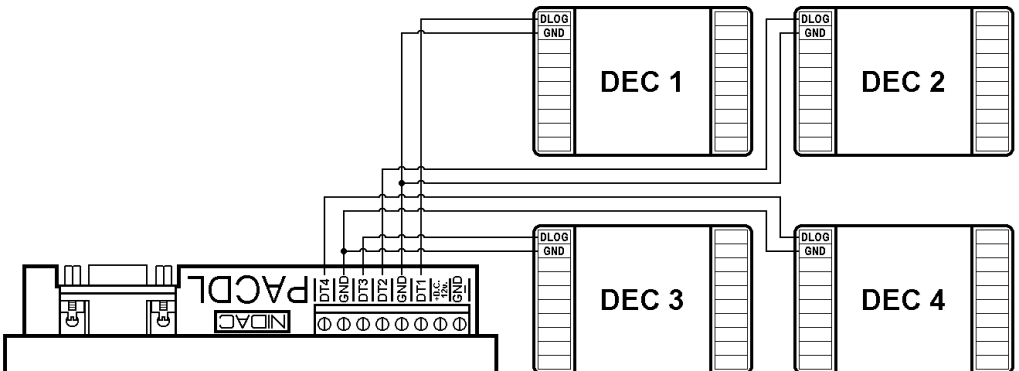 DLOG
GND
DEC 1
DLOG
GND
DEC 2
DLOG
GND
DEC 3
DLOG
GND
DEC 4
PACDL
NIDAC
DT4
GND
DT3
DT2
GND
DT1
+D.C.
12v.
GND